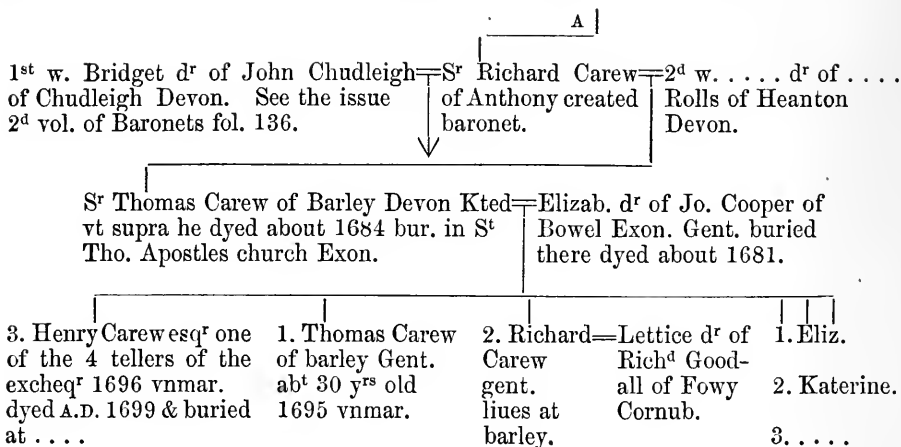 A
1st w. Bridget dr of John Chudleigh
of Chudleigh Devon. See the issue
2d vol. of Baronets fol. 136.
Sr Richard Carew
of Anthony created
baronet.
2d w. . . . . . dr of . . . .
Rolls of Heanton
Devon.
Sr Thomas Carew of Barley Devon Kted
vt supra he dyed about 1684 bur. in St
Tho. Apostles church Exon.
Elizab. dr of Jo. Cooper of
Bowel Exon. Gent. buried
there dyed about 1681.
3. Henry Carew esqr one
of the 4 tellers of the
excheqr 1696 vnmar.
dyed A.D. 1699 & buried
at . . . .
1. Thomas Carew
of barley Gent.
abt 30 yrs old
1695 vnmar.
2. Richard
Carew
gent.
liues at
barley.
Lettice dr of
Richd Good-
all of Fowy
Cornub.
1. Eliz.
2. Katerine.
3. . . . .